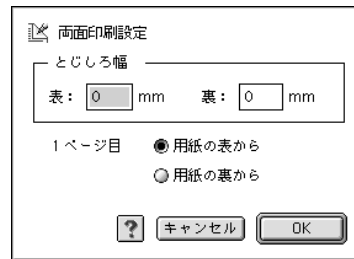 両面印刷設定
とじしろ幅
表： 0 mm 裏： 0 mm
1ページ目 用紙の表から
用紙の裏から
? キャンセル OK